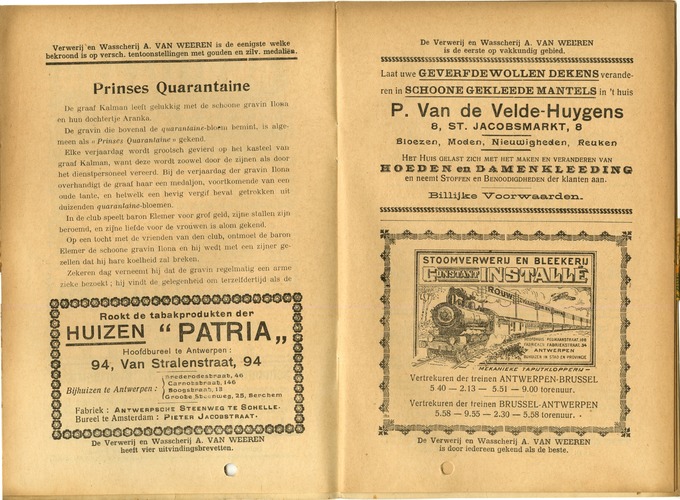 Verwerij en Wasscherij A. VAN WEEREN is de eenigste welke
bekroond is op versch. tentoonstellingen met gouden en zilv. medaliën.
Prinses Quarantaine
De graaf Kalman leeft gelukkig met de schoone gravin Ilona
en hun dochtertje Aranka.
De gravin die bovenal de quarantaine-bloem bemint, is alge-
meen als « Prinses Quarantaine » gekend.
Elke verjaardag wordt grootsch gevierd op het kasteel van
graaf Kalman, want deze wordt zoowel door de zijnen als door
het dienstpersoneel vereerd. Bij de verjaardag der gravin Ilona
overhandigt de graaf haar een medaljon, voortkomende van een
oude tante, en hetwelk een hevig vergif bevat getrokken uit
duizenden quarantaine-bloemen.
In de club speelt baron Elemer voor gref geld, zijne stallen zijn
beroemd, en zijne liefde voor de vrouwen is alom gekend.
Op een tocht met de vrienden van den club, ontmoet de baron
Elemer de schoone gravin Ilona en hij wedt met een zijner ge-
zellen dat hij hare koelheid zal breken.
Zekeren dag verneemt hij dat de gravin regelmatig een arme
zieke bezoekt; hij vindt de gelegenheid om terzelfdertijd als de
Rookt de tabakprodukten der
HUIZEN " PATRIA „
Hoofdbureel te Antwerpen :
94, Van Stralenstraat, 94
Bijhuizen te Antwerpen :
Brederodestraat, 46
Carnotstraat, 146
Hoogstraat, 13
Groote Steenweg, 25, Berchem
Fabriek : ANTWERPSCHE STEENWEG TE SCHELLE.
Bureel te Amsterdam : PIETER JACOBSTRAAT.
De Verwerij en Wasscherij A. VAN WEEREN
heeft vier uitvindingsbrevetten.
De Verwerij en Wasscherij A. VAN WEEREN
is de eerste op vakkundig gebied.
Laat uwe GEVERFDE WOLLEN DEKENS verande-
ren in SCHOONE GEKLEEDE MANTELS in 't huis
P. Van de Velde-Huygens
8, ST. JACOBSMARKT, 8
Bloezen, Moden, Nieuwigheden, Reuken
HET HUIS GELAST ZICH MET HET MAKEN EN VERANDEREN VAN
HOEDEN en DAMENKLEEDING
en neemt STOFFEN en BENOODIGDHEDEN der klanten aan.
Billijke Voorwaarden.
STOOMVERWERIJ EN BLEEKERIJ
CONSTANT INSTALLÉ
ROUW
ANTWERPEN
MEKANIEKE TAPIJTKLOPPERIJ
Vertrekuren der treinen ANTWERPEN-BRUSSEL
5 40 — 2.13 — 5.51 — 9.00 torenuur.
Vertrekuren der treinen BRUSSEL-ANTWERPEN
5.58 — 9.55 — 2.30 — 5.58 torenuur.
De Verwerij en Wasscherij A. VAN WEEREN
is door iedereen gekend als de beste.